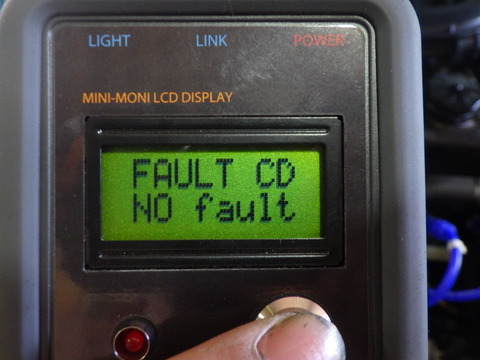 LIGHT LINK POWER
MINI-MONI LCD DISPLAY
FAULT CD
NO fault